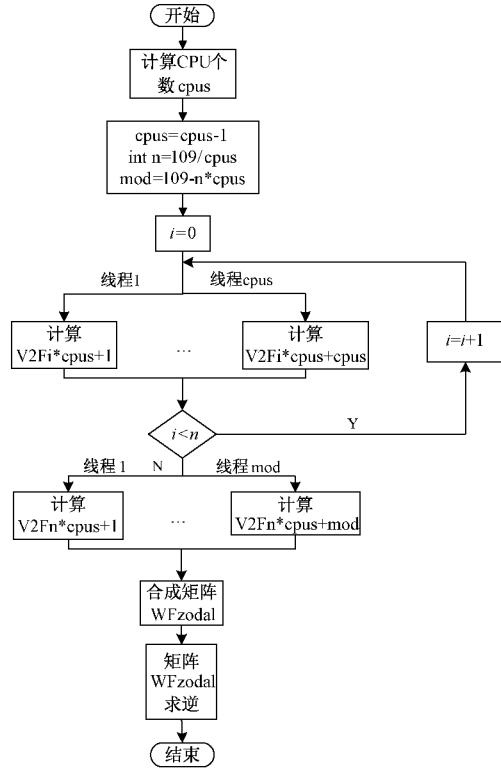 开始
计算CPU个
数cpus
cpus=cpus-1
int n=109/cpus
mod=109-n*cpus
i=0
线程1
线程cpus
计算
V2Fi*cpus+1
...
计算
V2Fi*cpus+cpus
i=i+1
i<n
Y
线程1
N
线程mod
计算
V2Fn*cpus+1
...
计算
V2Fn*cpus+mod
合成矩阵
WFzodal
矩阵
WFzodal
求逆
结束